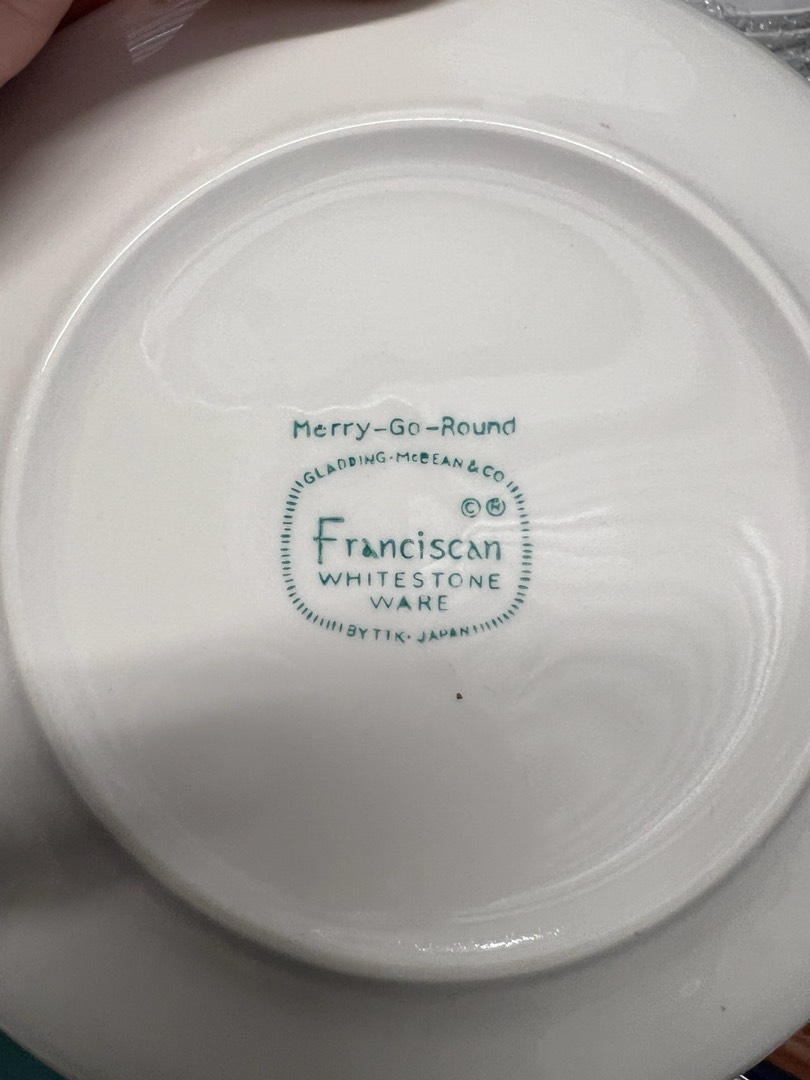 Merry-Go-Round
GLADDING·McBEAN & CO
© ®
Franciscan
WHITESTONE
WARE
BY TTK· JAPAN